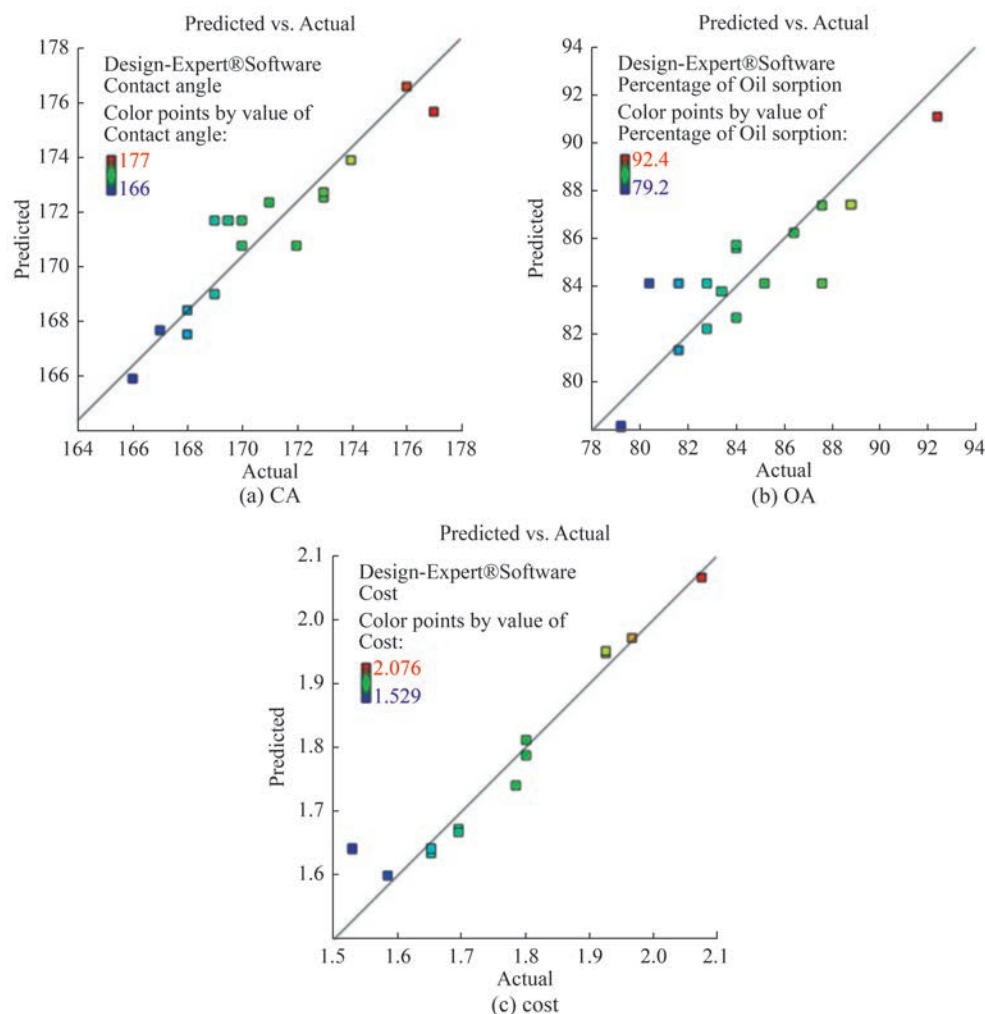 Predicted vs. Actual
178
176
174
172
170
168
166
Predicted
Design-Expert®Software
Contact angle
Color points by value of
Contact angle:
177
166
164 166 168 170 172 174 176 178
Actual
(a) CA
Predicted vs. Actual
94
92
90
88
86
84
82
80
Predicted
Design-Expert®Software
Percentage of Oil sorption
Color points by value of
Percentage of Oil sorption:
92.4
79.2
78 80 82 84 86 88 90 92 94
Actual
(b) OA
Predicted vs. Actual
2.1
2.0
1.9
1.8
1.7
1.6
Predicted
Design-Expert®Software
Cost
Color points by value of
Cost:
2.076
1.529
1.5 1.6 1.7 1.8 1.9 2.0 2.1
Actual
(c) cost